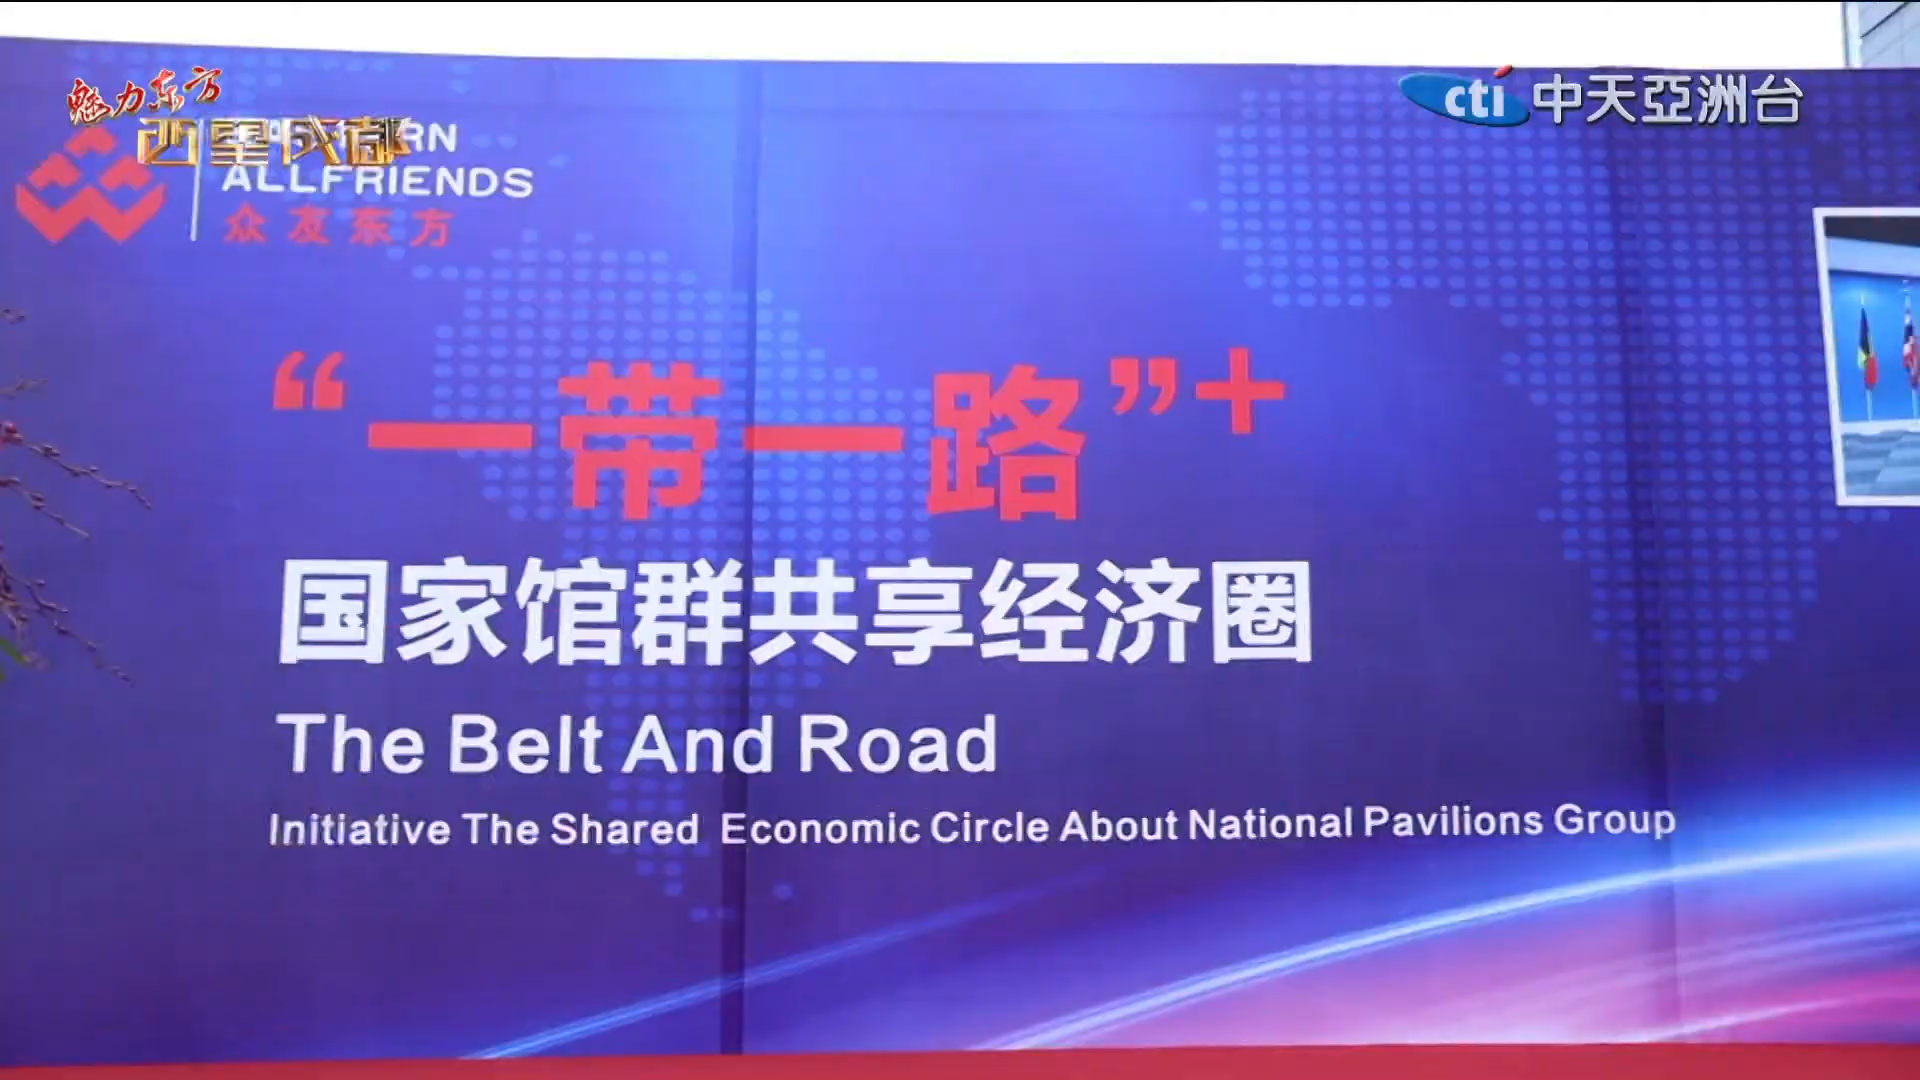 魅力东方
西望成都
cti 中天亞洲台
ALLFRIENDS
众友东方
“一带一路”+
国家馆群共享经济圈
The Belt And Road
Initiative The Shared Economic Circle About National Pavilions Group